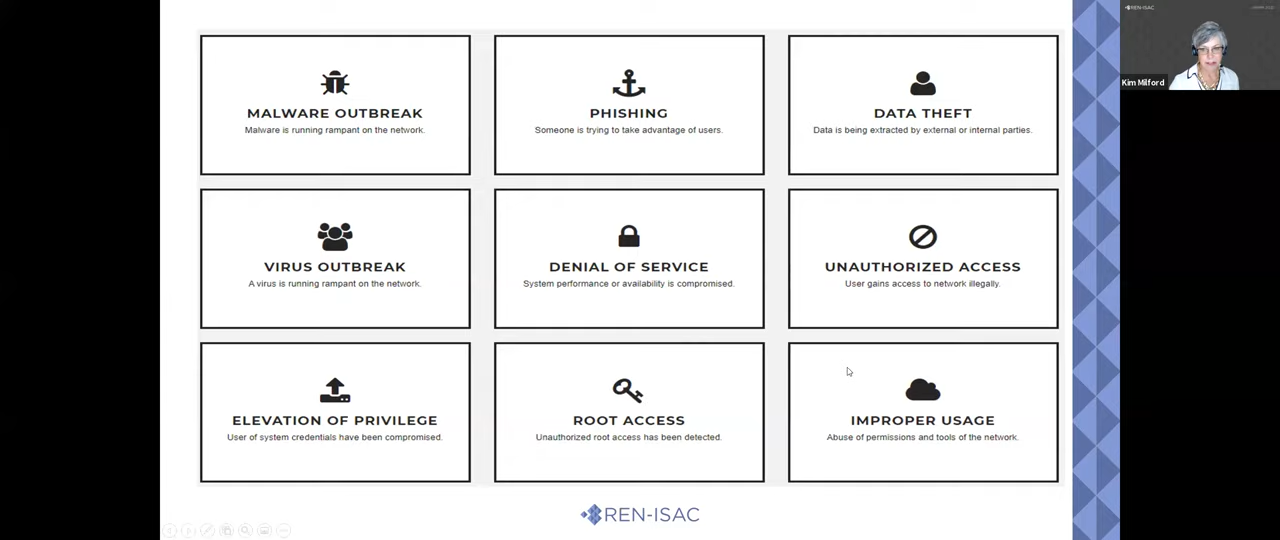 MALWARE OUTBREAK
Malware is running rampant on the network.
PHISHING
Someone is trying to take advantage of users.
DATA THEFT
Data is being extracted by external or internal parties.
VIRUS OUTBREAK
A virus is running rampant on the network.
DENIAL OF SERVICE
System performance or availability is compromised.
UNAUTHORIZED ACCESS
User gains access to network illegally.
ELEVATION OF PRIVILEGE
User of system credentials have been compromised.
ROOT ACCESS
Unauthorized root access has been detected.
IMPROPER USAGE
Abuse of permissions and tools of the network.
REN-ISAC
REN-ISAC
Kim Milford